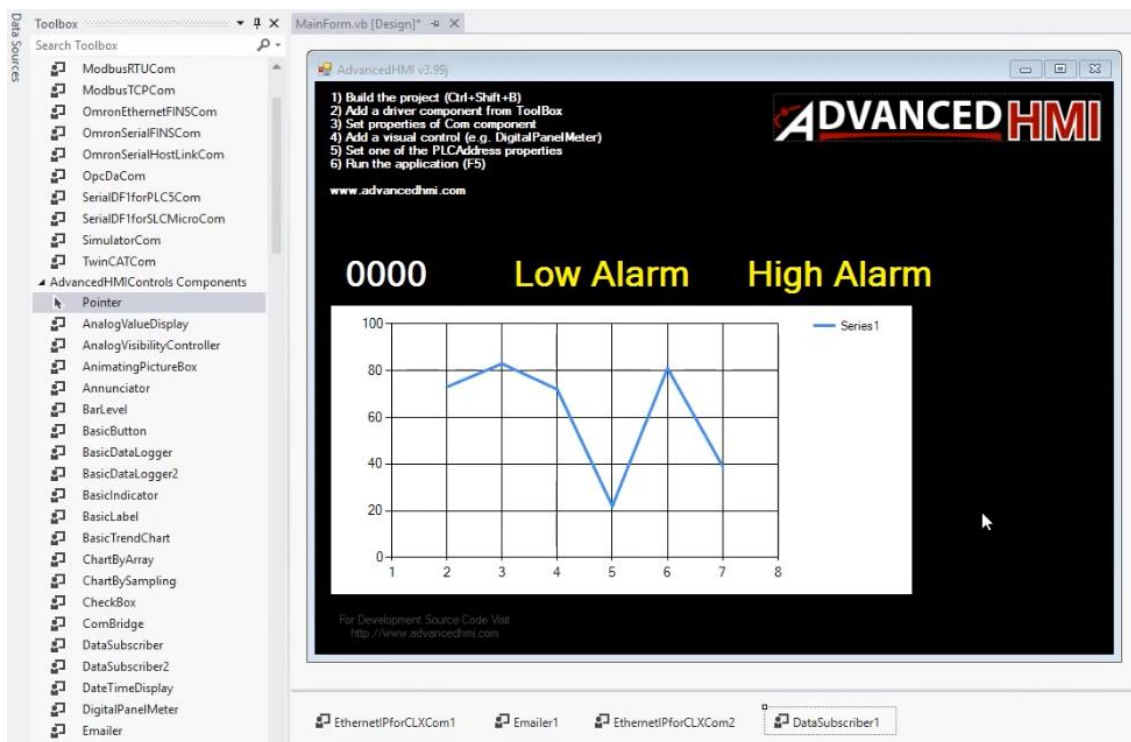 Data Sources
Toolbox
Search Toolbox
ModbusRTUCom
ModbusTCPCom
OmronEthernetFINSCom
OmronSerialFINSCom
OmronSerialHostLinkCom
OpcDaCom
SerialDF1forPLC5Com
SerialDF1forSLCMicroCom
SimulatorCom
TwinCATCom
AdvancedHMIControls Components
Pointer
AnalogValueDisplay
AnalogVisibilityController
AnimatingPictureBox
Annunciator
BarLevel
BasicButton
BasicDataLogger
BasicDataLogger2
BasicIndicator
BasicLabel
BasicTrendChart
ChartByArray
ChartBySampling
CheckBox
ComBridge
DataSubscriber
DataSubscriber2
DateTimeDisplay
DigitalPanelMeter
Emailer
MainForm.vb [Design]*
AdvancedHMI v3.99j
1) Build the project (Ctrl+Shift+B)
2) Add a driver component from ToolBox
3) Set properties of Com component
4) Add a visual control (e.g. DigitalPanelMeter)
5) Set one of the PLCAddress properties
6) Run the application (F5)
www.advancedhmi.com
ADVANCED HMI
0000 Low Alarm High Alarm
100
80
60
40
20
0
1 2 3 4 5 6 7 8
Series1
For Development Source Code Visit
http://www.advancedhmi.com
EthernetIPforCLXCom1 Emailer1 EthernetIPforCLXCom2 DataSubscriber1